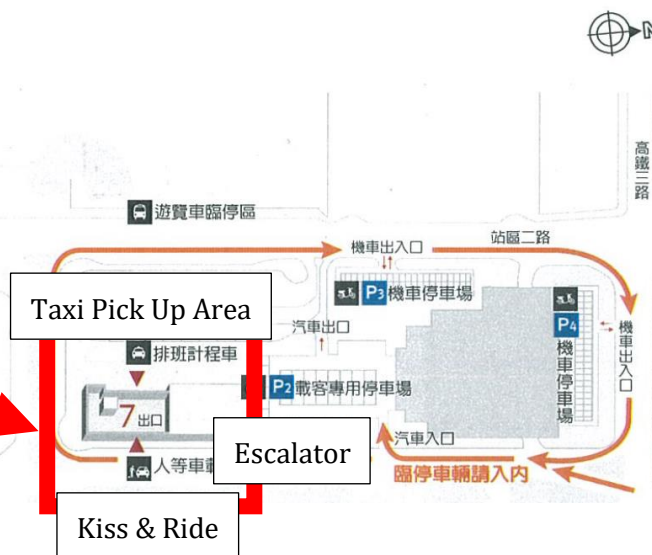 N
高鐵三路
遊覽車臨停區
站區二路
機車出入口
P3 機車停車場
Taxi Pick Up Area
P4
機車停車場
機車出入口
汽車出口
排班計程車
P2 載客專用停車場
7 出口
汽車入口
Escalator
人等車
臨停車輛請入內
Kiss & Ride